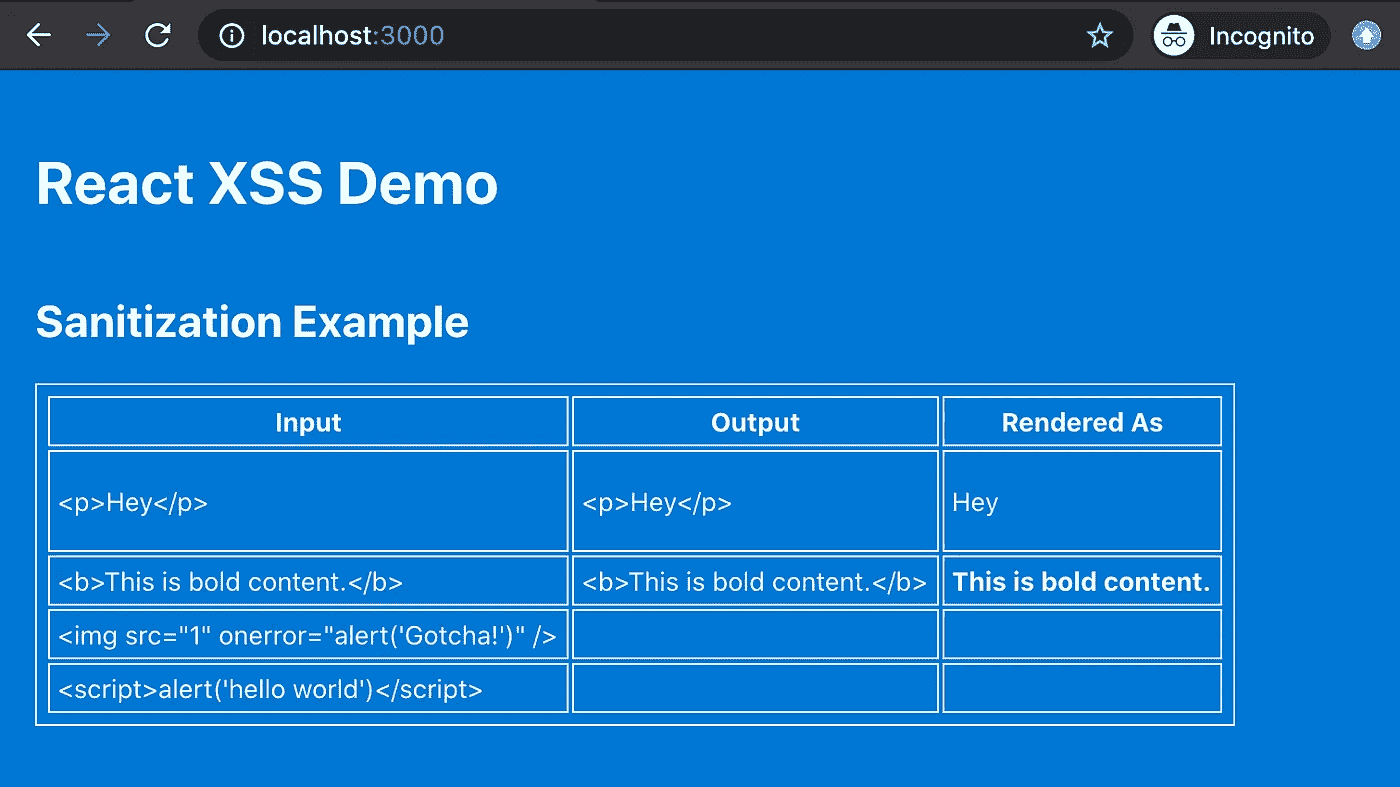 localhost:3000 Incognito
React XSS Demo
Sanitization Example
Input Output Rendered As
<p>Hey</p> <p>Hey</p> Hey
<b>This is bold content.</b> <b>This is bold content.</b> This is bold content.
<img src="1" onerror="alert('Gotcha!')" />
<script>alert('hello world')</script>